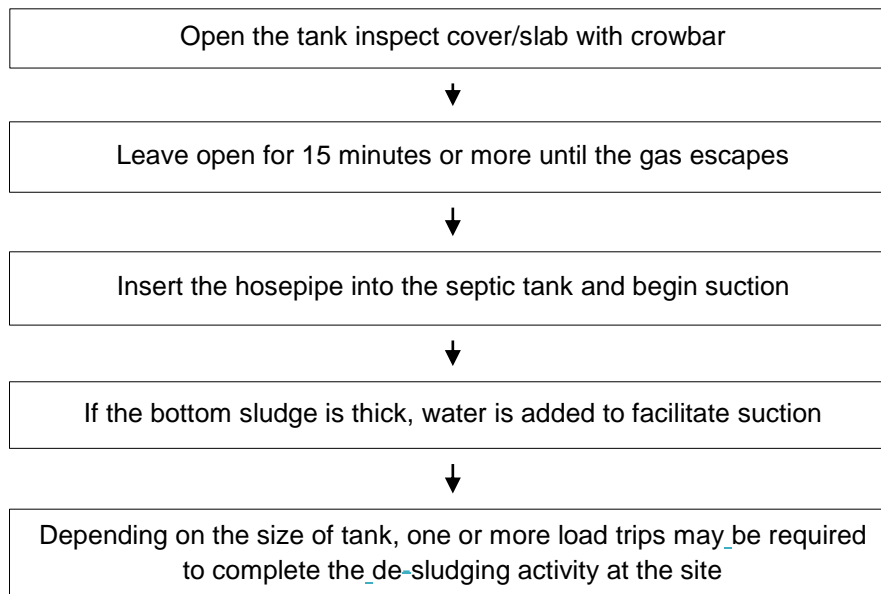 Open the tank inspect cover/slab with crowbar
Leave open for 15 minutes or more until the gas escapes
Insert the hosepipe into the septic tank and begin suction
If the bottom sludge is thick, water is added to facilitate suction
Depending on the size of tank, one or more load trips may be required
to complete the de-sludging activity at the site